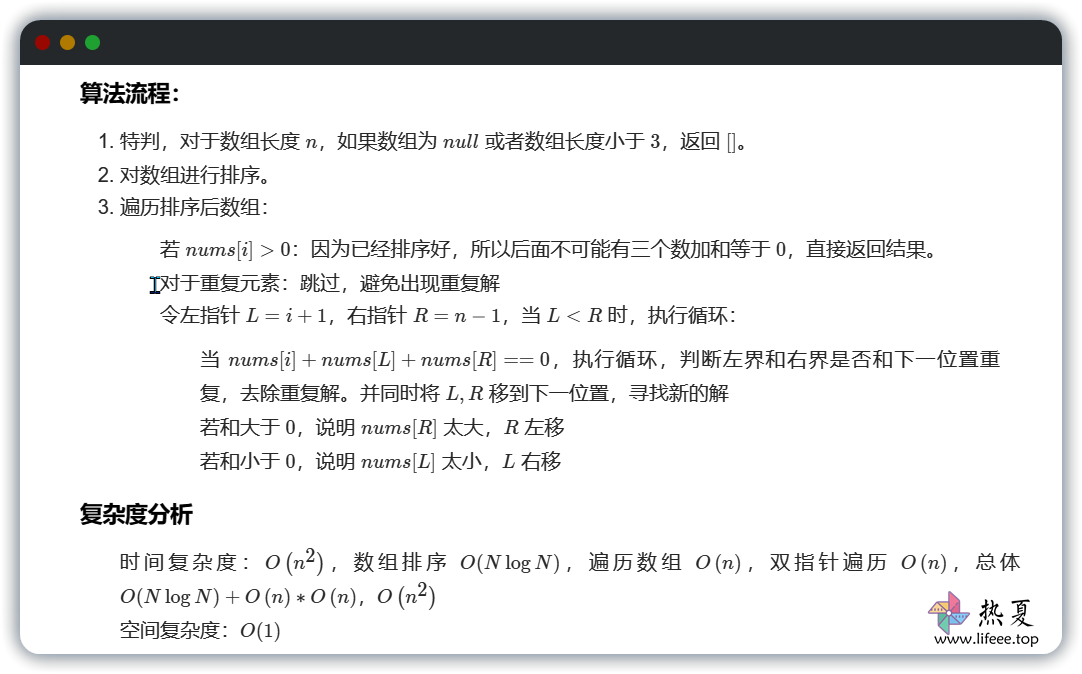 算法流程：
1. 特判，对于数组长度 n，如果数组为 null 或者数组长度小于 3，返回 []。
2. 对数组进行排序。
3. 遍历排序后数组：
若 nums[i] > 0：因为已经排序好，所以后面不可能有三个数加和等于 0，直接返回结果。
对于重复元素：跳过，避免出现重复解
令左指针 L = i + 1，右指针 R = n − 1，当 L < R 时，执行循环：
当 nums[i] + nums[L] + nums[R] == 0，执行循环，判断左界和右界是否和下一位置重
复，去除重复解。并同时将 L, R 移到下一位置，寻找新的解
若和大于 0，说明 nums[R] 太大，R 左移
若和小于 0，说明 nums[L] 太小，L 右移
复杂度分析
时间复杂度：O(n²)，数组排序 O(N log N)，遍历数组 O(n)，双指针遍历 O(n)，总体
O(N log N) + O(n) ∗ O(n)，O(n²)
空间复杂度：O(1)
热夏
www.lifeee.top